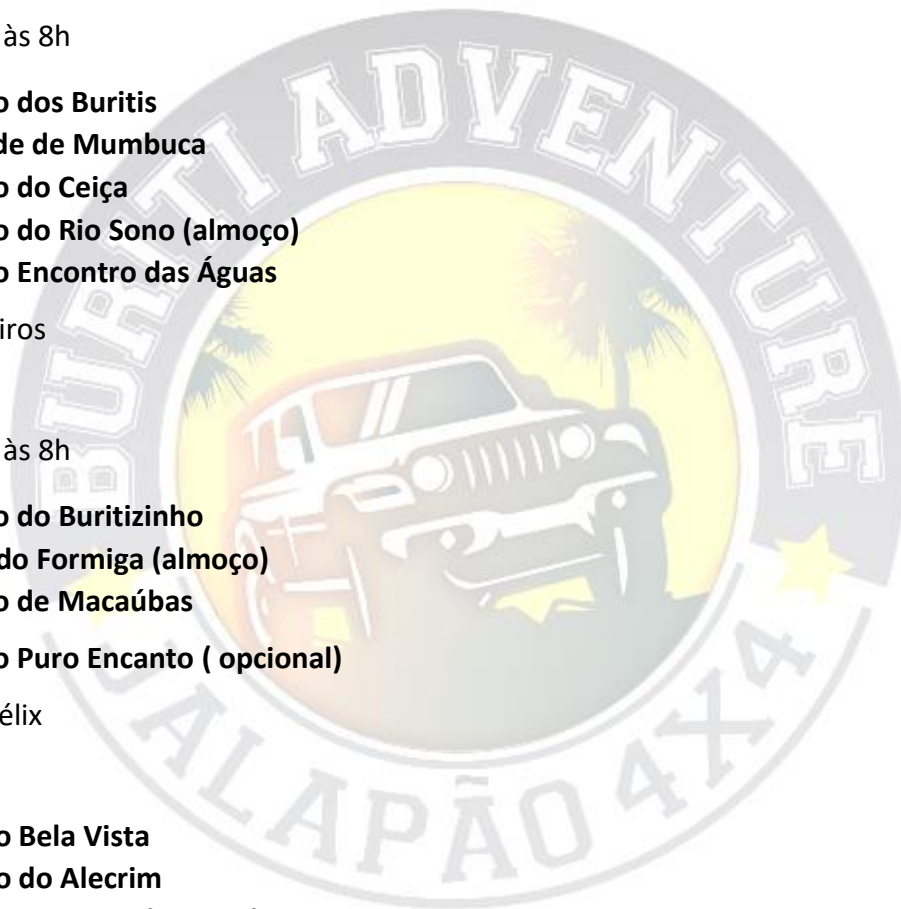 às 8h
o dos Buritis
de de Mumbuca
o do Ceiça
o do Rio Sono (almoço)
o Encontro das Águas
iros
às 8h
o do Buritizinho
do Formiga (almoço)
o de Macaúbas
o Puro Encanto ( opcional)
élix
o Bela Vista
o do Alecrim
BURITI ADVENTURE
JALAPÃO 4X4